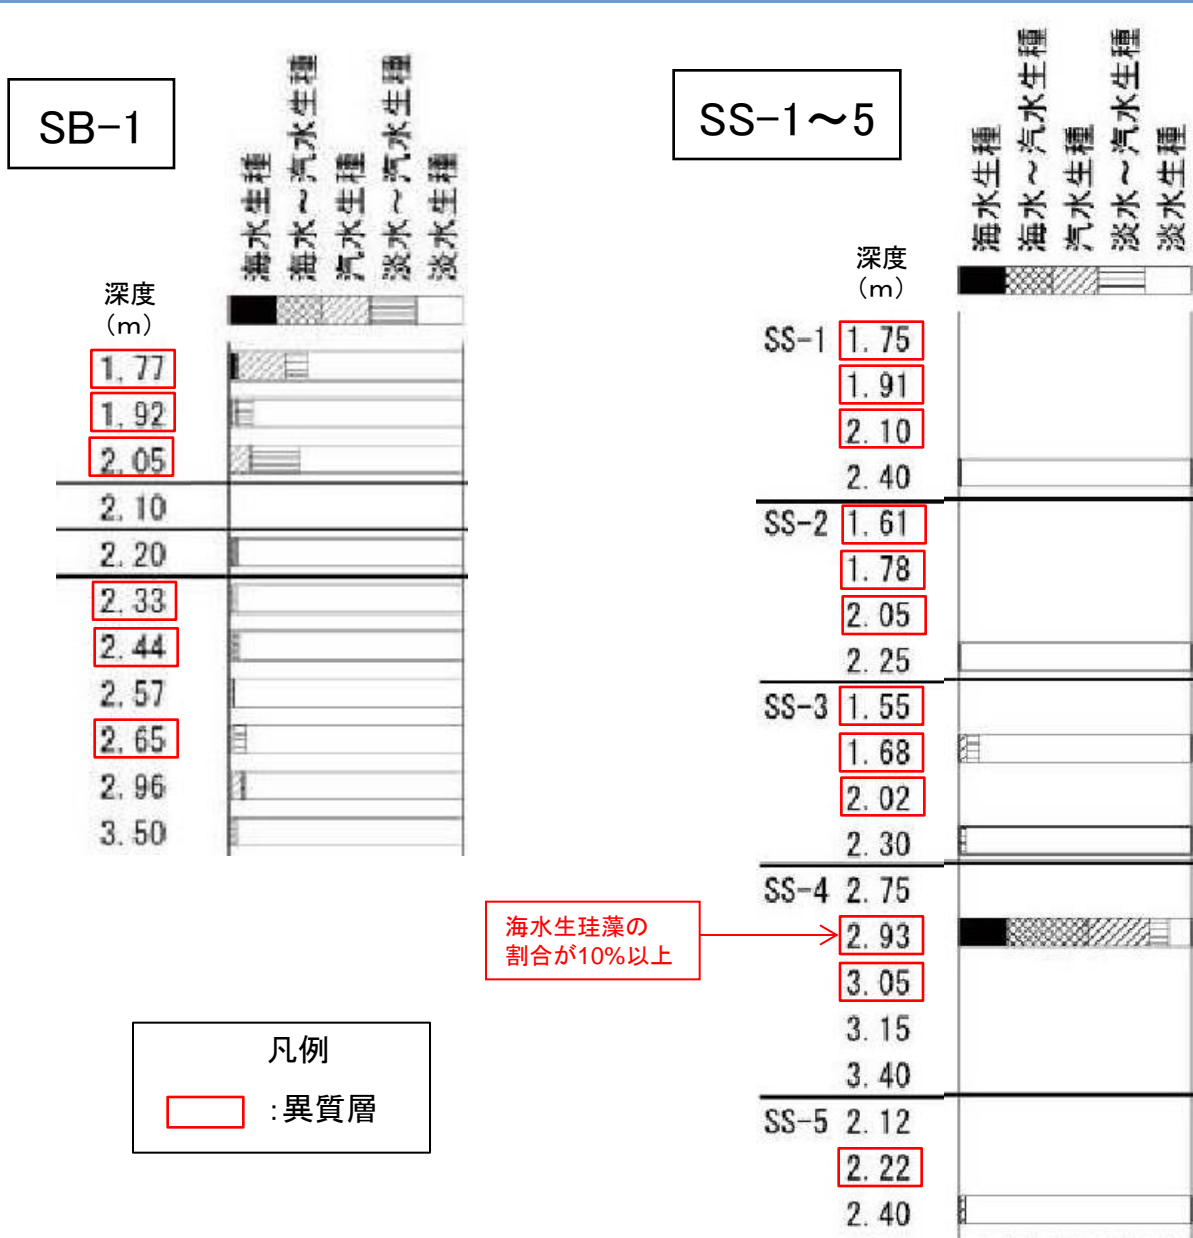 SB-1
海水生種
海水～汽水生種
汽水生種
淡水～汽水生種
淡水生種
深度
（m）
1.77
1.92
2.05
2.10
2.20
2.33
2.44
2.57
2.65
2.96
3.50
SS-1～5
海水生種
海水～汽水生種
汽水生種
淡水～汽水生種
淡水生種
深度
（m）
SS-1 1.75
1.91
2.10
2.40
SS-2 1.61
1.78
2.05
2.25
SS-3 1.55
1.68
2.02
2.30
SS-4 2.75
2.93
3.05
3.15
3.40
SS-5 2.12
2.22
2.40
海水生珪藻の
割合が10%以上
凡例
:異質層